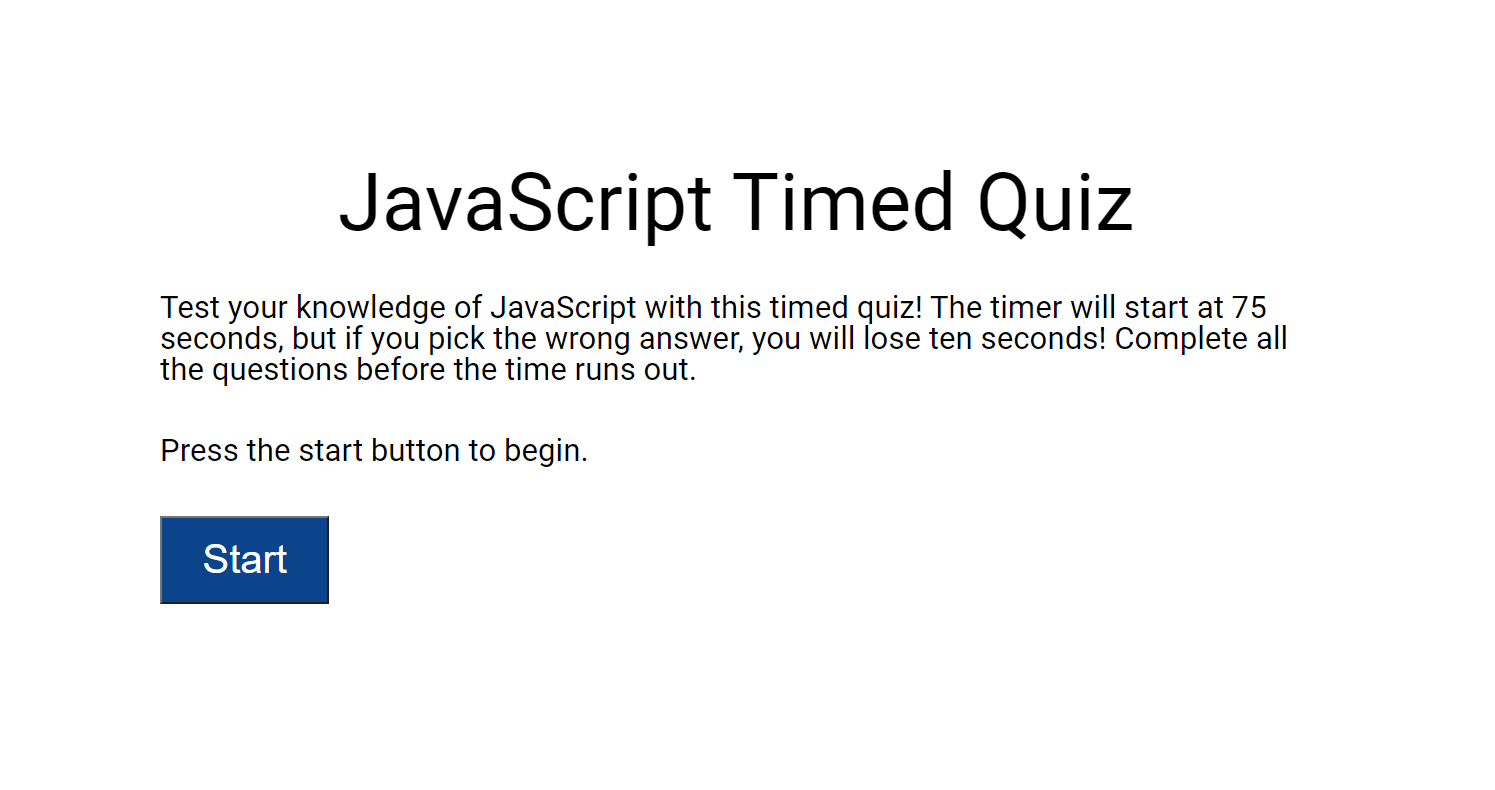 JavaScript Timed Quiz
Test your knowledge of JavaScript with this timed quiz! The timer will start at 75
seconds, but if you pick the wrong answer, you will lose ten seconds! Complete all
the questions before the time runs out.
Press the start button to begin.
Start